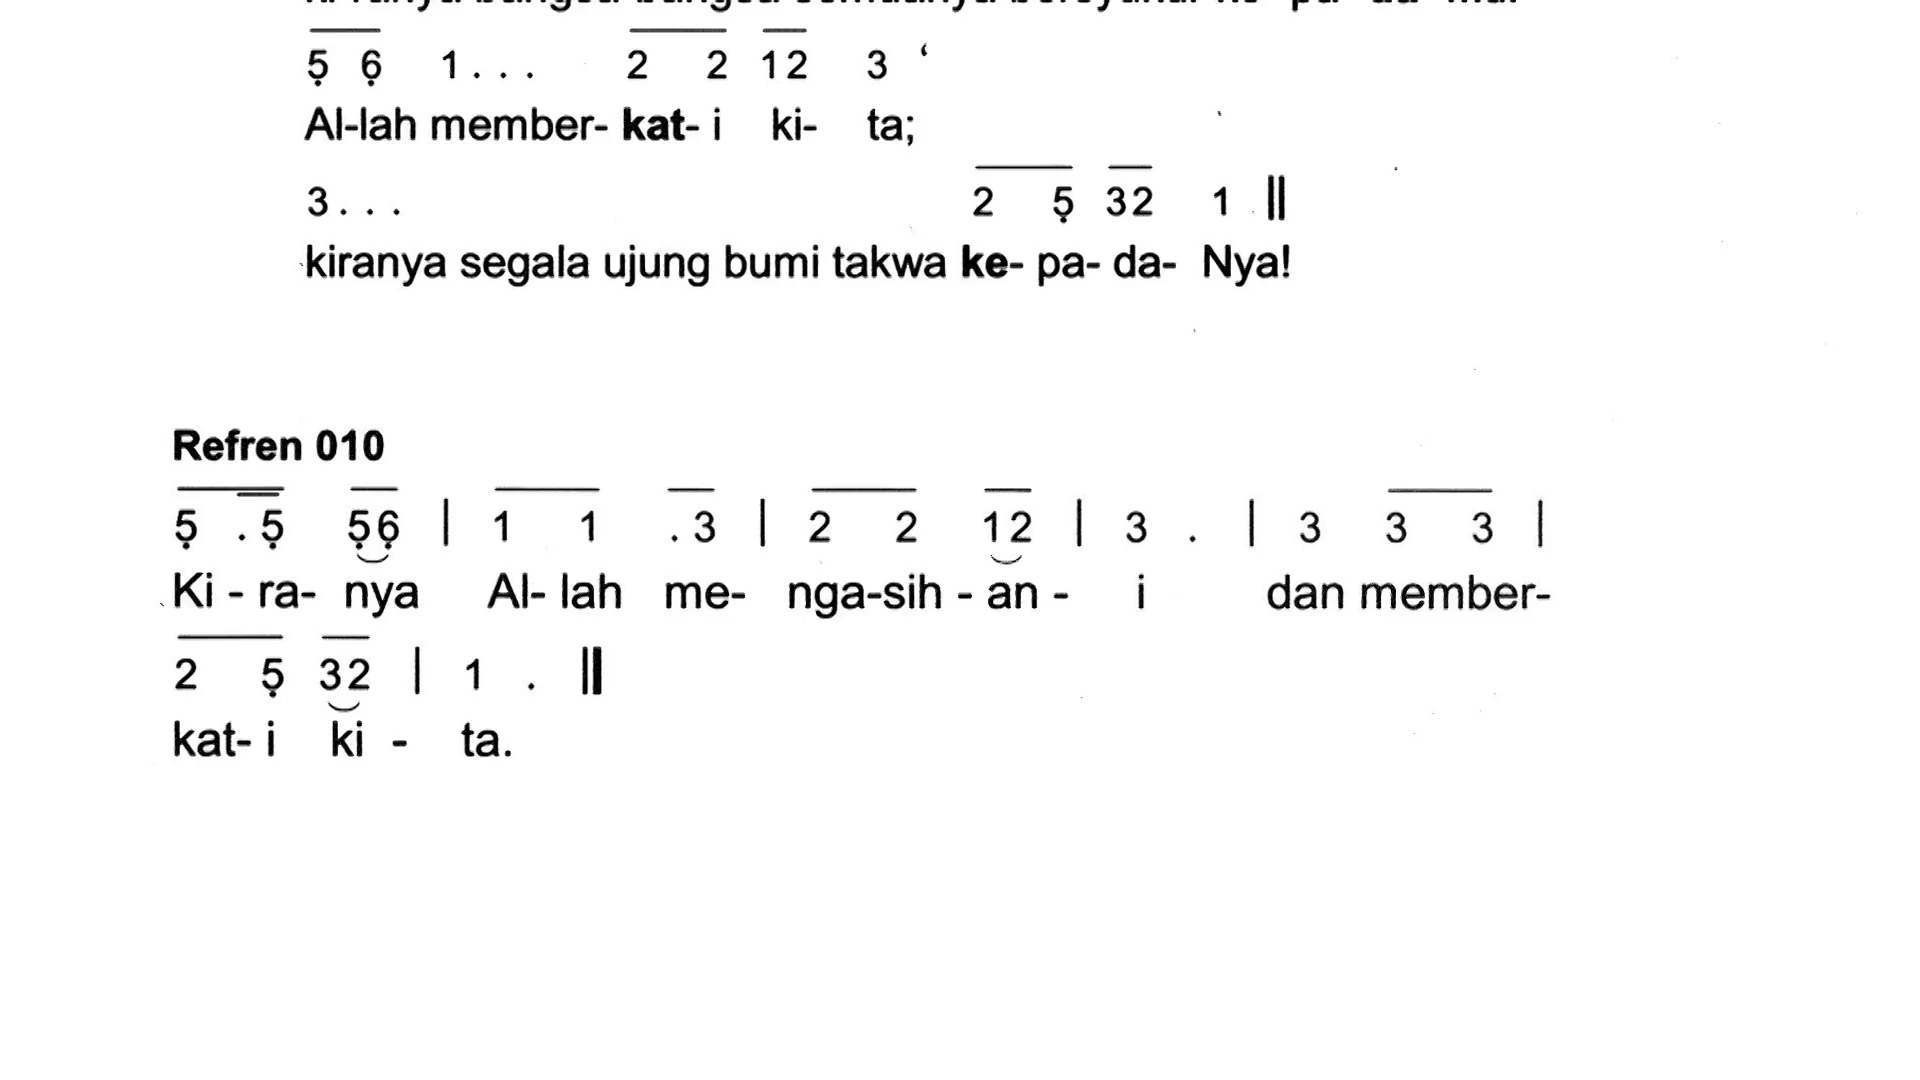 5̣ 6̣ 1 . . . 2 2 12 3 ‘
Al-lah member- kat- i ki- ta;
3 . . . 2 5̣ 32 1 ||
kiranya segala ujung bumi takwa ke- pa- da- Nya!
Refren 010
5̣ . 5̣ 5̣6̣ | 1 1 . 3 | 2 2 12 | 3 . | 3 3 3 |
Ki - ra- nya Al- lah me- nga-sih - an - i dan member-
2 5̣ 32 | 1 . ||
kat- i ki - ta.